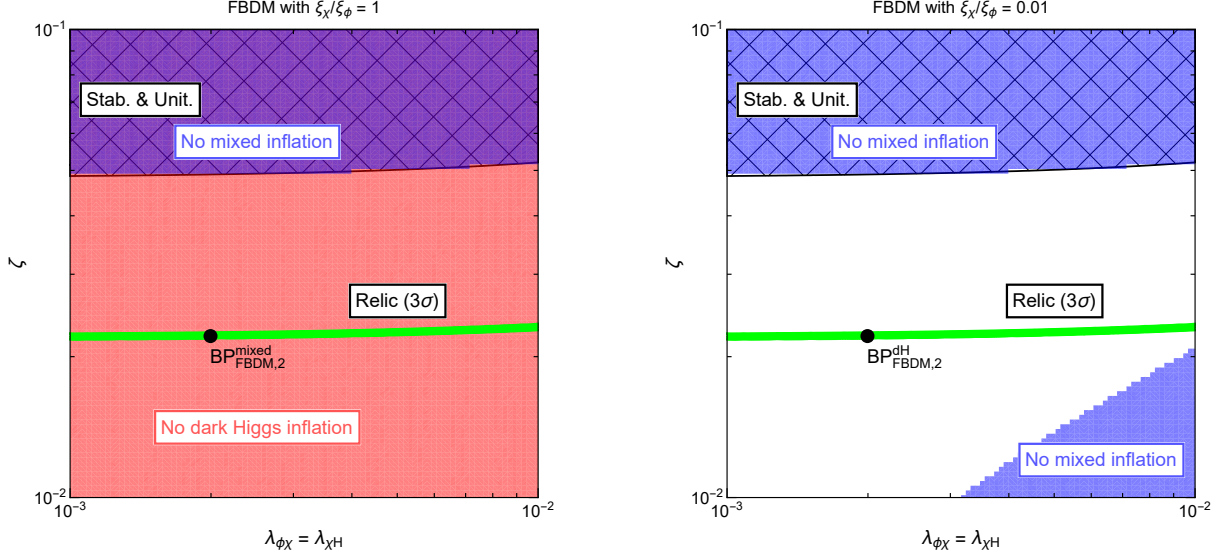 FBDM with ξχ/ξϕ = 1
10⁻¹
Stab. & Unit.
No mixed inflation
ζ
Relic (3σ)
BP^mixed_FBDM,2
No dark Higgs inflation
10⁻²
10⁻³
10⁻²
λϕχ = λχH
FBDM with ξχ/ξϕ = 0.01
10⁻¹
Stab. & Unit.
No mixed inflation
ζ
Relic (3σ)
BP^dH_FBDM,2
No mixed inflation
10⁻²
10⁻³
10⁻²
λϕχ = λχH